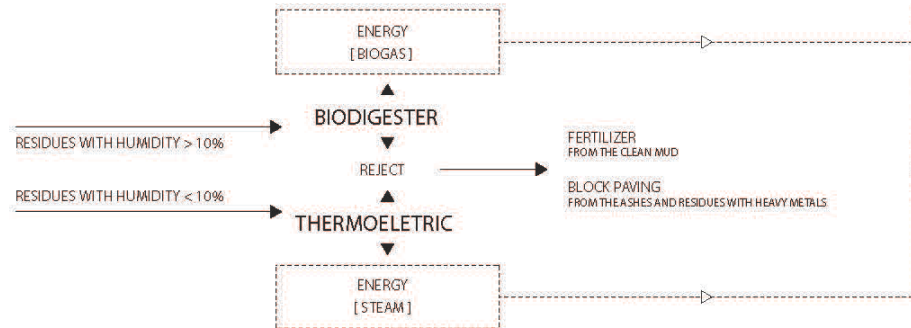 ENERGY
[ BIOGAS ]
BIODIGESTER
RESIDUES WITH HUMIDITY > 10%
REJECT
FERTILIZER
FROM THE CLEAN MUD
RESIDUES WITH HUMIDITY < 10%
BLOCK PAVING
FROM THE ASHES AND RESIDUES WITH HEAVY METALS
THERMOELETRIC
ENERGY
[ STEAM ]